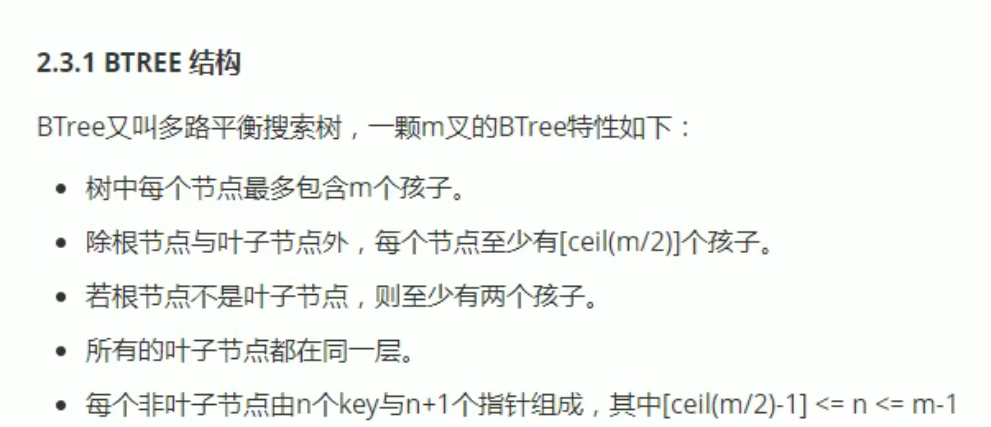 2.3.1 BTREE 结构
BTree又叫多路平衡搜索树，一颗m叉的BTree特性如下：
• 树中每个节点最多包含m个孩子。
• 除根节点与叶子节点外，每个节点至少有[ceil(m/2)]个孩子。
• 若根节点不是叶子节点，则至少有两个孩子。
• 所有的叶子节点都在同一层。
• 每个非叶子节点由n个key与n+1个指针组成，其中[ceil(m/2)-1] <= n <= m-1